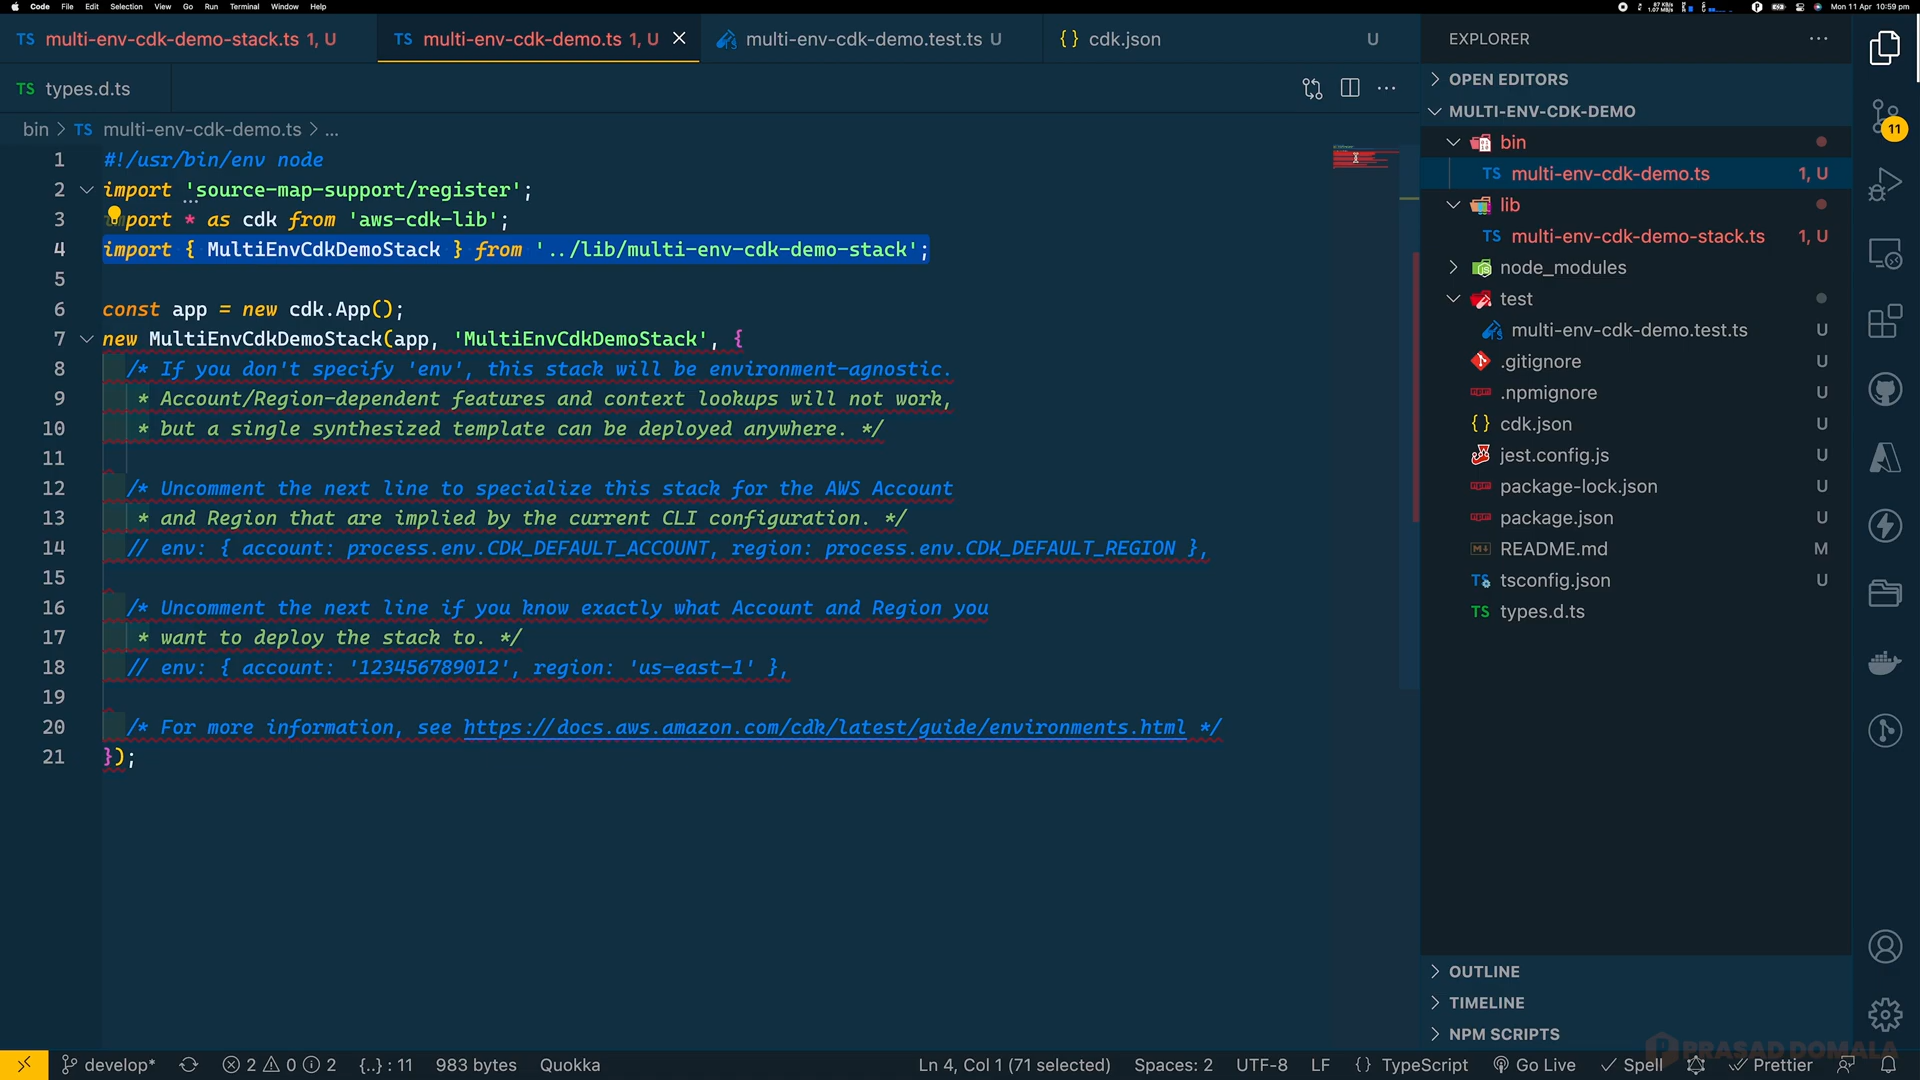 Code File Edit Selection View Go Run Terminal Window Help
87 KB/s
1.07 MB/s
Mon 11 Apr 10:59 pm
TS multi-env-cdk-demo-stack.ts 1, U
TS multi-env-cdk-demo.ts 1, U
multi-env-cdk-demo.test.ts U
{} cdk.json U
TS types.d.ts
bin > TS multi-env-cdk-demo.ts > ...
1 #!/usr/bin/env node
2 import 'source-map-support/register';
3 import * as cdk from 'aws-cdk-lib';
4 import { MultiEnvCdkDemoStack } from '../lib/multi-env-cdk-demo-stack';
5
6 const app = new cdk.App();
7 new MultiEnvCdkDemoStack(app, 'MultiEnvCdkDemoStack', {
8 /* If you don't specify 'env', this stack will be environment-agnostic.
9 * Account/Region-dependent features and context lookups will not work,
10 * but a single synthesized template can be deployed anywhere. */
11
12 /* Uncomment the next line to specialize this stack for the AWS Account
13 * and Region that are implied by the current CLI configuration. */
14 // env: { account: process.env.CDK_DEFAULT_ACCOUNT, region: process.env.CDK_DEFAULT_REGION },
15
16 /* Uncomment the next line if you know exactly what Account and Region you
17 * want to deploy the stack to. */
18 // env: { account: '123456789012', region: 'us-east-1' },
19
20 /* For more information, see https://docs.aws.amazon.com/cdk/latest/guide/environments.html */
21 });
EXPLORER
OPEN EDITORS
MULTI-ENV-CDK-DEMO
bin
TS multi-env-cdk-demo.ts 1, U
lib
TS multi-env-cdk-demo-stack.ts 1, U
node_modules
test
multi-env-cdk-demo.test.ts U
.gitignore U
.npmignore U
{} cdk.json U
jest.config.js U
package-lock.json U
package.json U
README.md M
TS tsconfig.json U
TS types.d.ts
OUTLINE
TIMELINE
NPM SCRIPTS
11
develop* 2 0 2 {..} : 11 983 bytes Quokka
Ln 4, Col 1 (71 selected) Spaces: 2 UTF-8 LF {} TypeScript Go Live Spell Prettier
PRASAD DOMALA